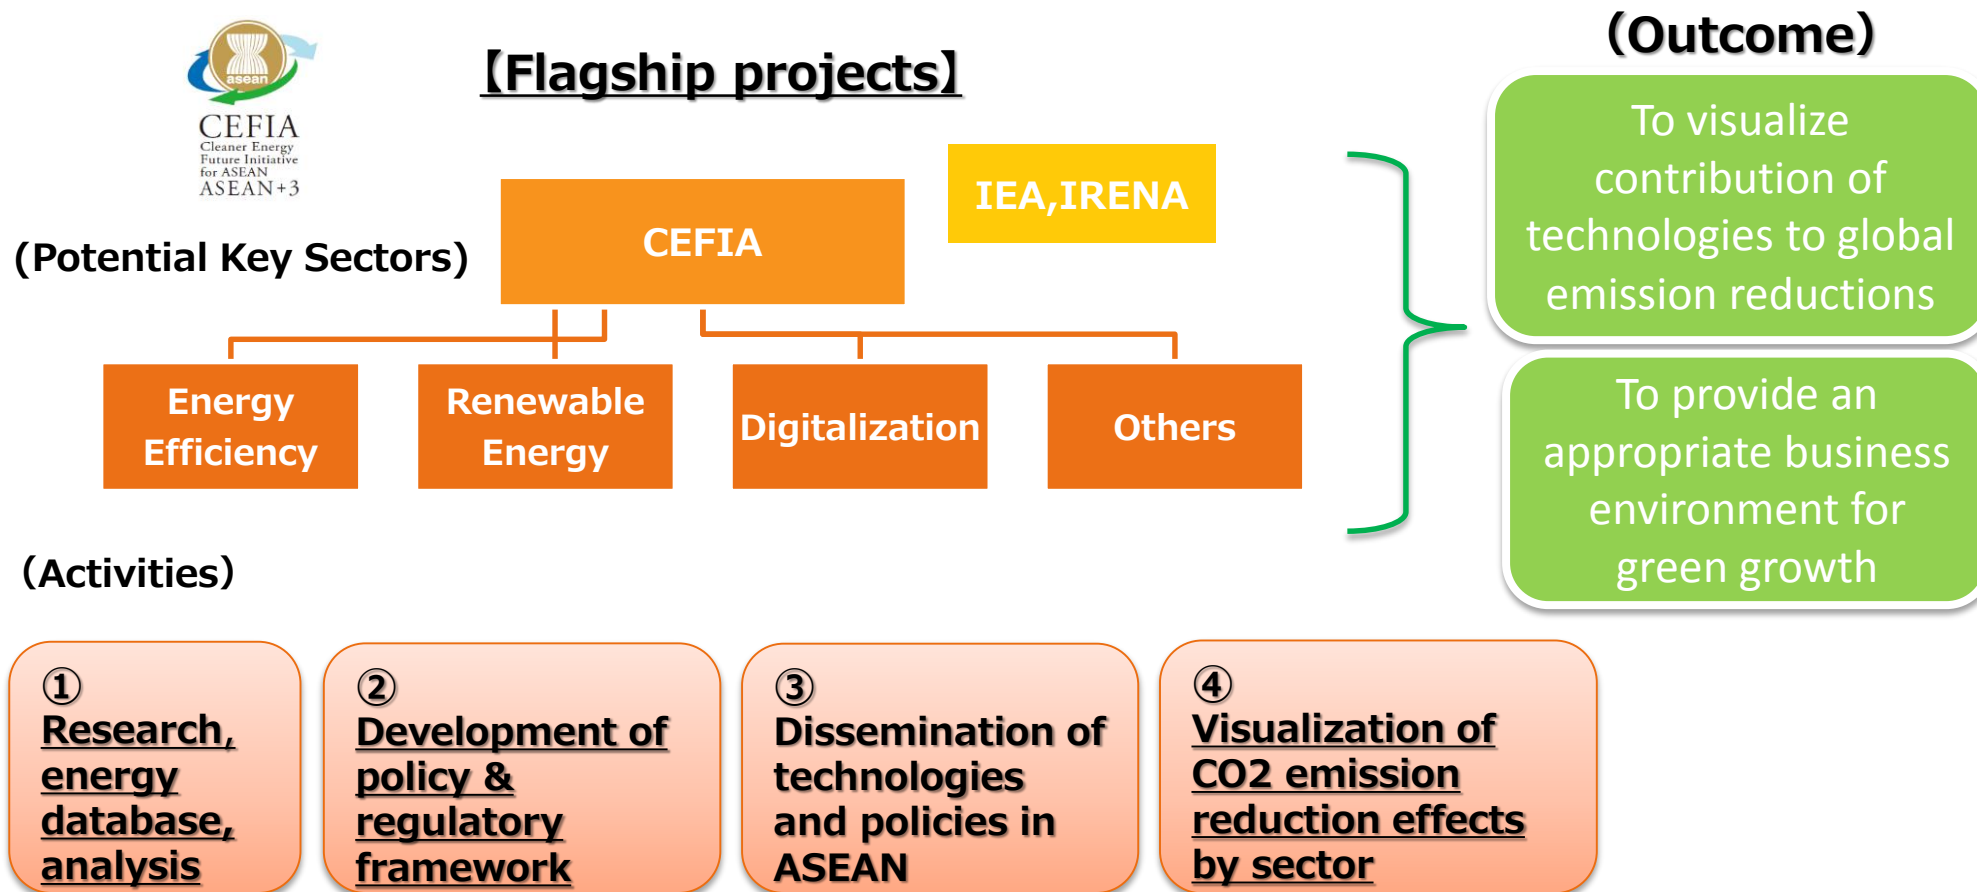 asean
CEFIA
Cleaner Energy
Future Initiative
for ASEAN
ASEAN+3
【Flagship projects】
(Outcome)
(Potential Key Sectors)
CEFIA
IEA,IRENA
Energy
Efficiency
Renewable
Energy
Digitalization
Others
To visualize
contribution of
technologies to global
emission reductions
To provide an
appropriate business
environment for
green growth
(Activities)
①
Research,
energy
database,
analysis
②
Development of
policy &
regulatory
framework
③
Dissemination of
technologies
and policies in
ASEAN
④
Visualization of
CO2 emission
reduction effects
by sector